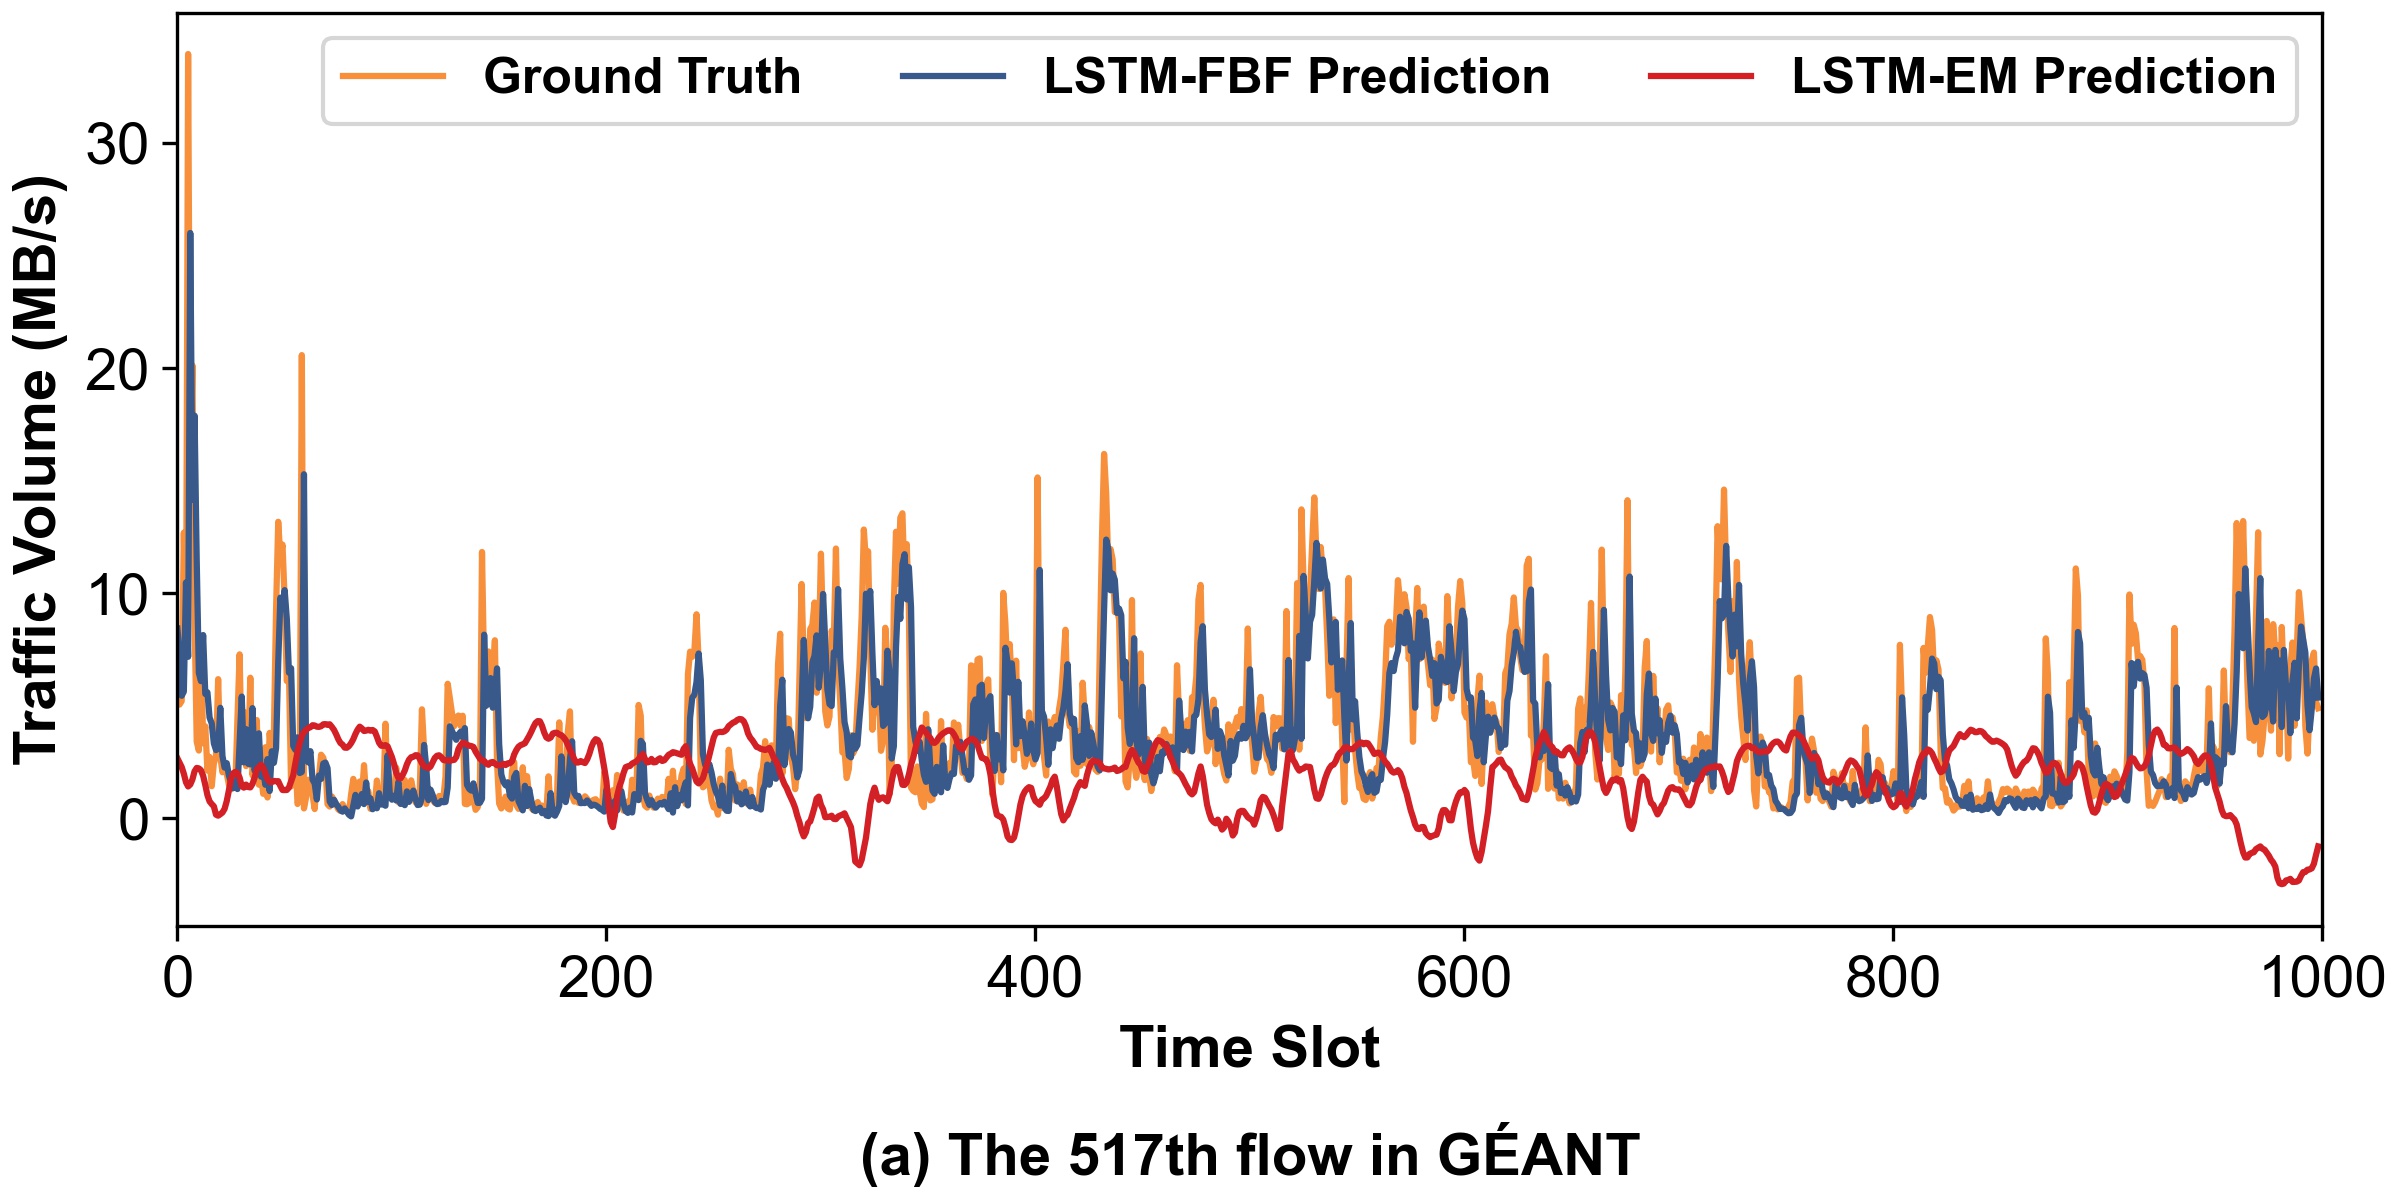 Ground Truth
LSTM-FBF Prediction
LSTM-EM Prediction
Traffic Volume (MB/s)
30
20
10
0
0
200
400
600
800
1000
Time Slot
(a) The 517th flow in GÉANT